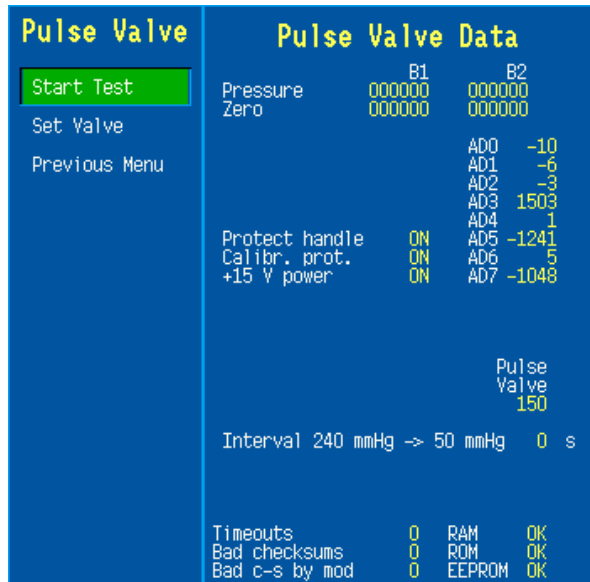 Pulse Valve
Start Test
Set Valve
Previous Menu
Pulse Valve Data
B1 B2
Pressure 000000 000000
Zero 000000 000000
AD0 -10
AD1 -6
AD2 -3
AD3 1503
AD4 1
Protect handle ON AD5 -1241
Calibr. prot. ON AD6 5
+15 V power ON AD7 -1048
Pulse
Valve
150
Interval 240 mmHg -> 50 mmHg 0 s
Timeouts 0 RAM OK
Bad checksums 0 ROM OK
Bad c-s by mod 0 EEPROM OK